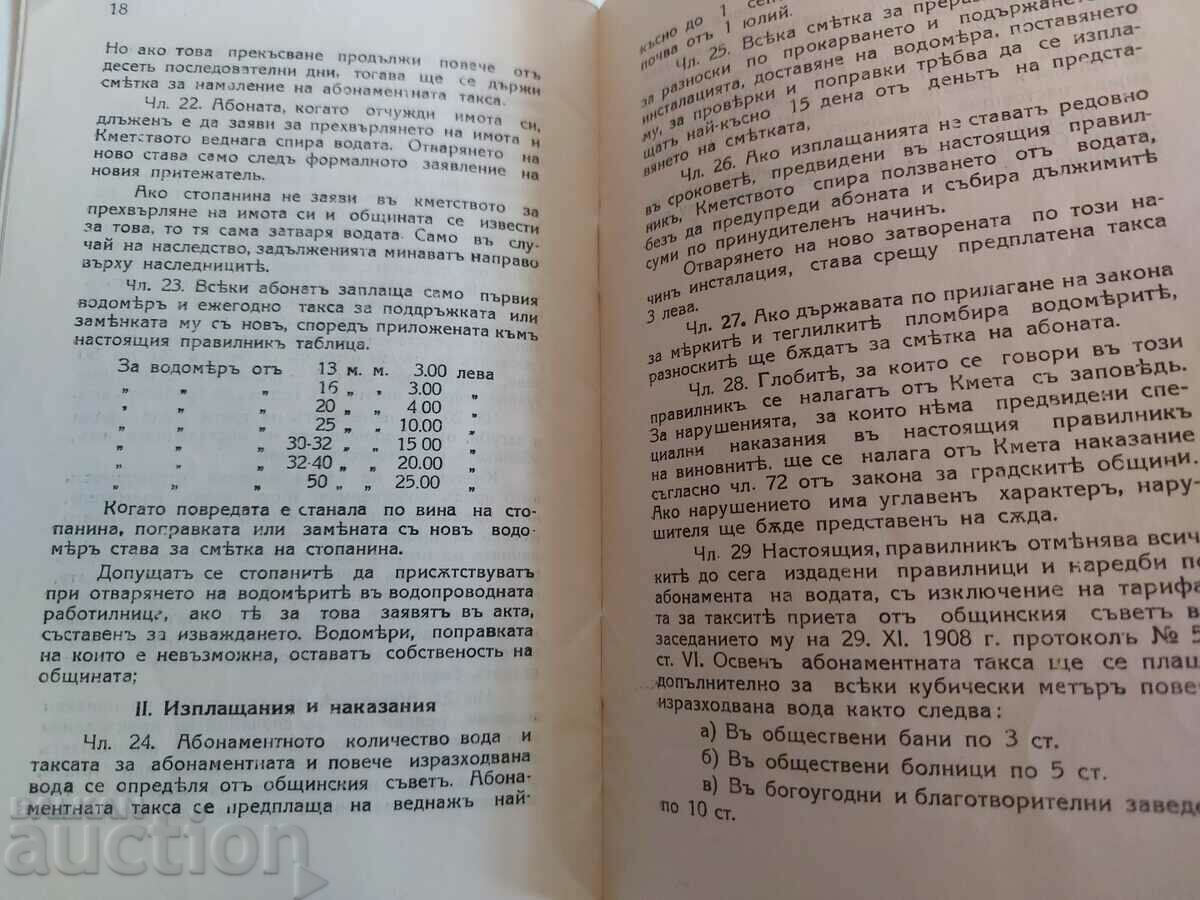 18
Но ако това прекъсване продължи повече отъ
десеть последователни дни, тогава ще се държи
смѣтка за намаление на абонаментната такса.
Чл. 22. Абоната, когато отчужди имота си,
длъженъ е да заяви за прехвърлянето на имота и
Кметството веднага спира водата. Отварянето на
ново става само следъ формалното заявление на
новия притежатель.
Ако стопанина не заяви въ кметството за
прехвърляне на имота си и общината се извести
за това, то тя сама затваря водата. Само въ слу-
чай на наследство, задълженията минаватъ направо
върху наследницитѣ.
Чл. 23. Всѣки абонатъ заплаща само първия
водомѣръ и ежегодно такса за поддръжката или
замѣнката му съ новъ, според​ъ приложената къмъ
настоящия правилникъ таблица.
За водомѣръ отъ 13 м. м. 3.00 лева
„ „ „ 16 „ „ 3.00 „
„ „ „ 20 „ „ 4 00 „
„ „ „ 25 „ „ 10.00 „
„ „ „ 30-32 „ „ 15 00 „
„ „ „ 32-40 „ „ 20.00 „
„ „ „ 50 „ „ 25.00 „
Когато повредата е станала по вина на сто-
панина, поправката или замѣната съ новъ водо-
мѣръ става за смѣтка на стопанина.
Допущатъ се стопанитѣ да присѫтствуватъ
при отварянето на водомѣритѣ въ водопроводната
работилница, ако тѣ за това заявятъ въ акта,
съставенъ за изваждането. Водомѣри, поправката
на които е невъзможна, оставатъ собственость на
общината;
II. Изплащания и наказания
Чл. 24. Абонаментното количество вода и
таксата за абонаментната и повече изразходвана
вода се опредѣля отъ общинския съветъ. Або-
наментната такса се предплаща на веднажъ най-
късно до 1
почва отъ 1 юлий.
Чл. 25. Всѣка смѣтка за
за разноски по прокарването и подържането
инсталацията, доставяне на водомѣра, поставянето
му, за провѣрки и поправки трѣбва да се изпла-
щатъ най-късно 15 дена отъ деньтъ на предста-
вянето на смѣтката,
Чл. 26. Ако изплащанията не ставатъ редовно
въ сроковетѣ, предвидени въ настоящия правил-
никъ, Кметството спира ползването отъ водата,
безъ да предупреди абоната и събира дължимитѣ
суми по принудителенъ начинъ.
Отварянето на ново затворената по този на-
чинъ инсталация, става срещу предплатена такса
3 лева.
Чл. 27. Ако държавата по прилагане на закона
за мѣркитѣ и теглилкитѣ пломбира водомѣритѣ,
разноскитѣ ще бѫдатъ за смѣтка на абоната.
Чл. 28. Глобитѣ, за които се говори въ този
правилникъ се налагатъ отъ Кмета съ заповѣдь.
За нарушенията, за които нѣма предвидени спе-
циални наказания въ настоящия правилникъ
на виновнитѣ, ще се налага отъ Кмета наказание
съгласно чл. 72 отъ закона за градскитѣ общини.
Ако нарушението има углавенъ характеръ, нару-
шителя ще бѫде представенъ на сѫда.
Чл. 29 Настоящия, правилникъ отмѣнява всич-
китѣ до сега издадени правилници и наредби по
абонамента на водата, съ изключение на тарифа-
та за такситѣ приета отъ общинския съветъ въ
заседанието му на 29. XI. 1908 г. протоколъ № 5
ст. VI. Освенъ абонаментната такса ще се плаща
допълнително за всѣки кубически метъръ повече
изразходвана вода както следва:
а) Въ обществени бани по 3 ст.
б) Въ обществени болници по 5 ст.
в) Въ богоугодни и благотворителни заведе-
по 10 ст.
auction